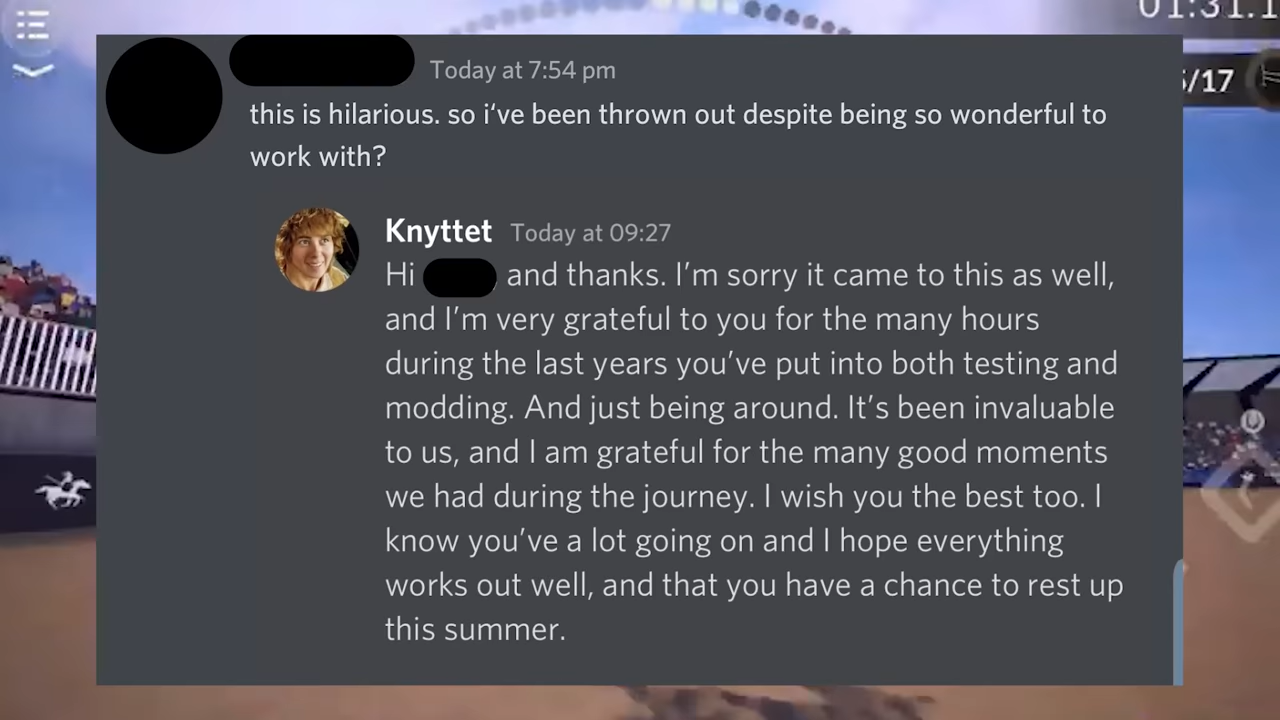 01:31.1
/17
Today at 7:54 pm
this is hilarious. so i've been thrown out despite being so wonderful to
work with?
Knyttet Today at 09:27
Hi and thanks. I'm sorry it came to this as well,
and I'm very grateful to you for the many hours
during the last years you've put into both testing and
modding. And just being around. It's been invaluable
to us, and I am grateful for the many good moments
we had during the journey. I wish you the best too. I
know you've a lot going on and I hope everything
works out well, and that you have a chance to rest up
this summer.